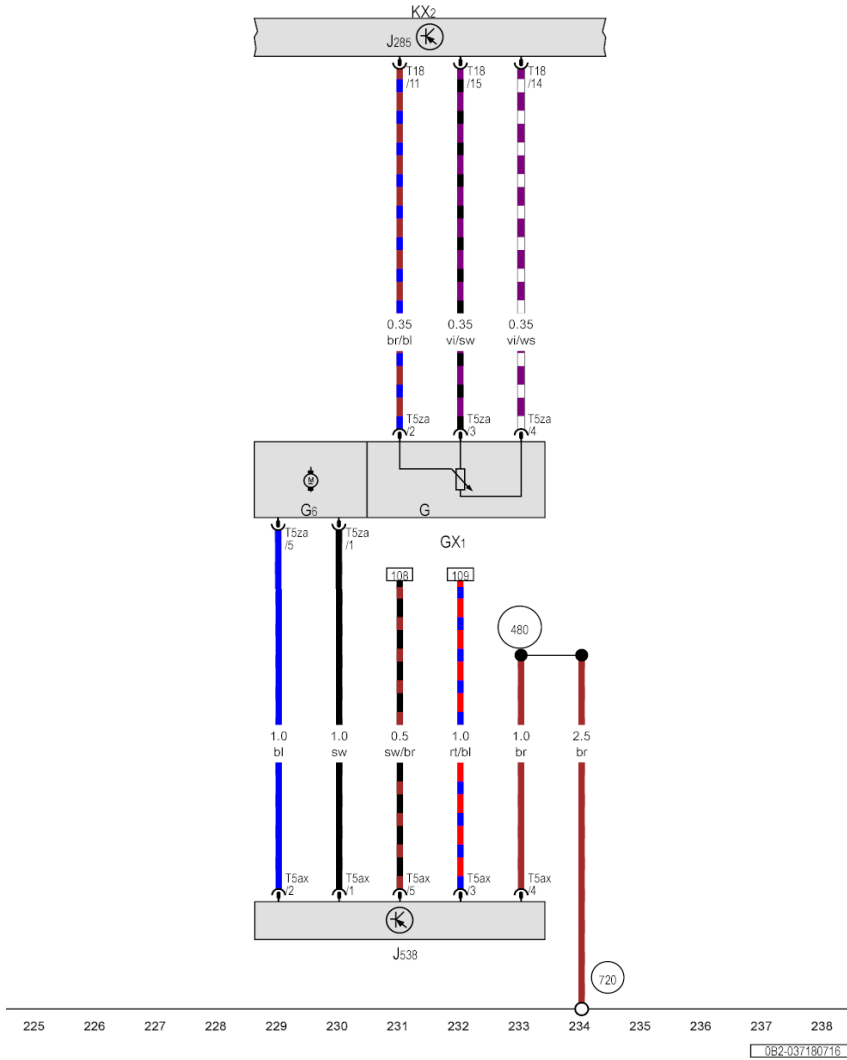 KX2
J285
T18 T18 T18
/11 /15 /14
0.35 0.35 0.35
br/bl vi/sw vi/ws
T5za T5za T5za
/2 /3 /4
M
G6 G
T5za T5za
/5 /1
GX1
108 109
480
1.0 1.0 0.5 1.0 1.0 2.5
bl sw sw/br rt/bl br br
T5ax T5ax T5ax T5ax T5ax
/2 /1 /5 /3 /4
J538
720
225 226 227 228 229 230 231 232 233 234 235 236 237 238
0B2-037180716